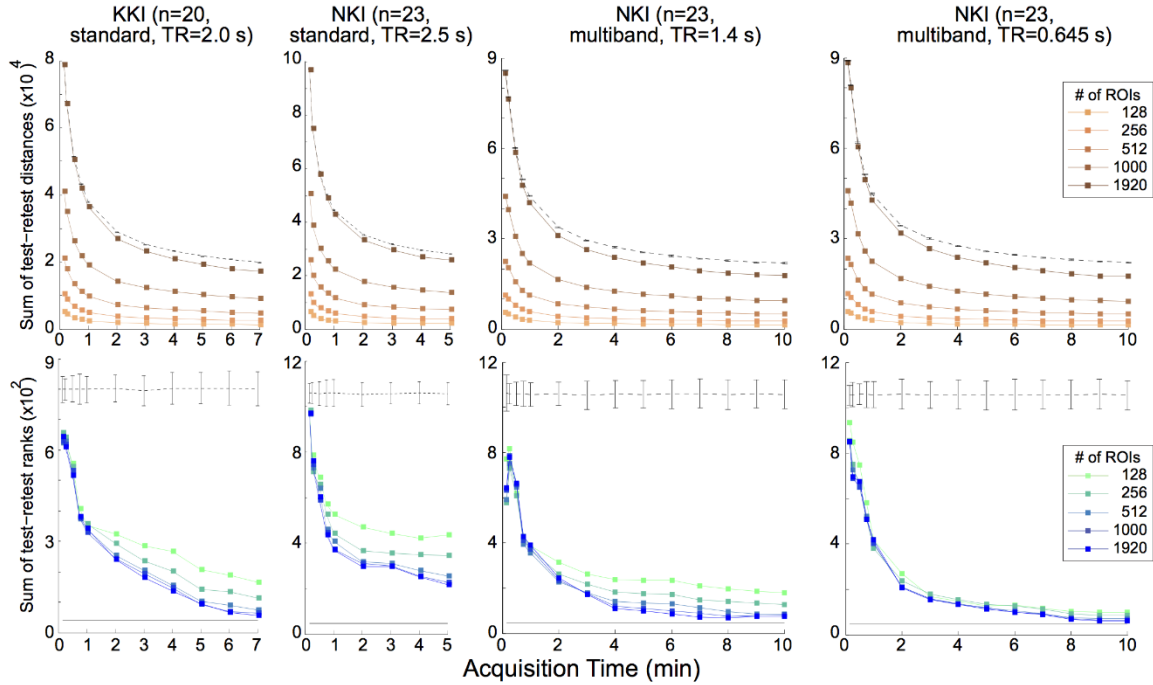 KKI (n=20,
standard, TR=2.0 s)
NKI (n=23,
standard, TR=2.5 s)
NKI (n=23,
multiband, TR=1.4 s)
NKI (n=23,
multiband, TR=0.645 s)
Sum of test-retest distances (x10^4)
8
6
4
2
0
0 1 2 3 4 5 6 7
10
8
6
4
2
0
0 1 2 3 4 5
9
6
3
0
0 2 4 6 8 10
9
6
3
0
0 2 4 6 8 10
# of ROIs
128
256
512
1000
1920
Sum of test-retest ranks (x10^2)
9
6
3
0
0 1 2 3 4 5 6 7
12
8
4
0
0 1 2 3 4 5
12
8
4
0
0 2 4 6 8 10
12
8
4
0
0 2 4 6 8 10
# of ROIs
128
256
512
1000
1920
Acquisition Time (min)